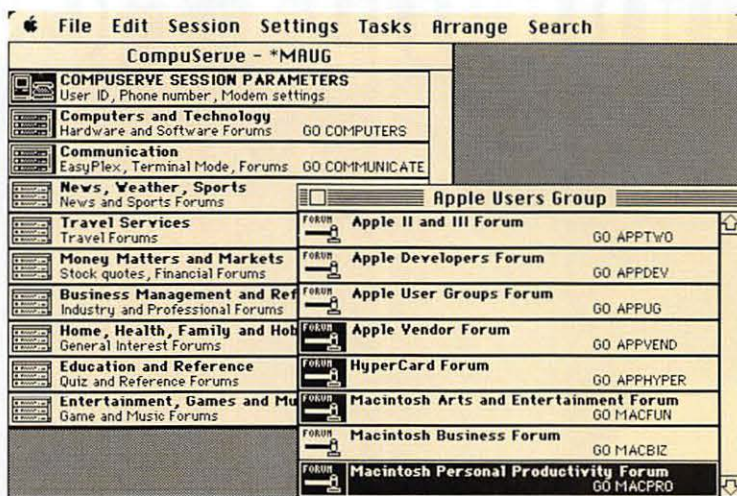 File Edit Session Settings Tasks Arrange Search
CompuServe - *MAUG
COMPUSERVE SESSION PARAMETERS
User ID, Phone number, Modem settings
Computers and Technology
Hardware and Software Forums GO COMPUTERS
Communication
EasyPlex, Terminal Mode, Forums GO COMMUNICATE
News, Weather, Sports
News and Sports Forums
Travel Services
Travel Forums
Money Matters and Markets
Stock quotes, Financial Forums
Business Management and Ref
Industry and Professional Forums
Home, Health, Family and Hob
General Interest Forums
Education and Reference
Quiz and Reference Forums
Entertainment, Games and Mu
Game and Music Forums
Apple Users Group
FORUM Apple II and III Forum
GO APPTWO
FORUM Apple Developers Forum
GO APPDEV
FORUM Apple User Groups Forum
GO APPUG
FORUM Apple Vendor Forum
GO APPVEND
FORUM HyperCard Forum
GO APPHYPER
FORUM Macintosh Arts and Entertainment Forum
GO MACFUN
FORUM Macintosh Business Forum
GO MACBIZ
FORUM Macintosh Personal Productivity Forum
GO MACPRO